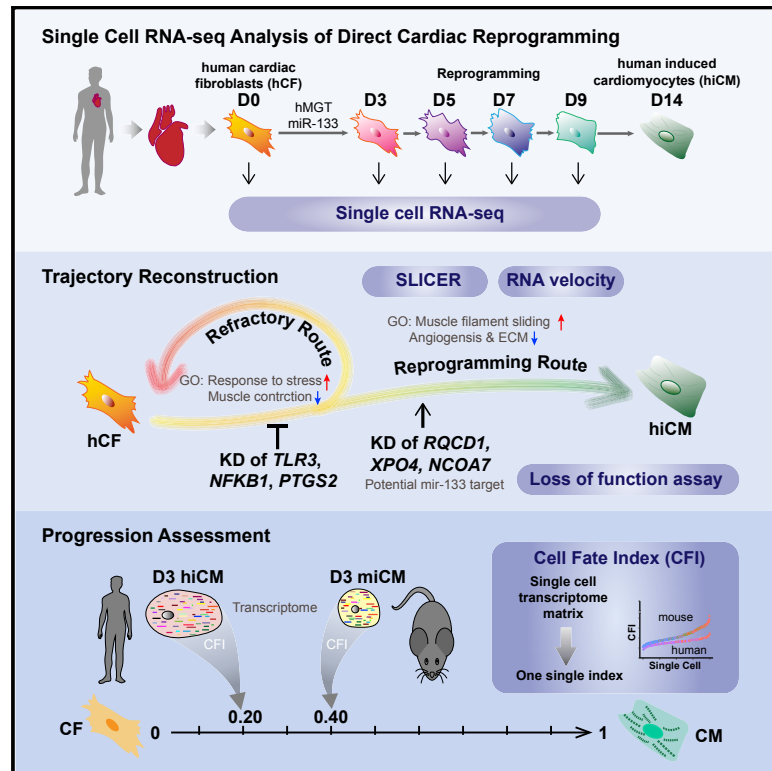 Single Cell RNA-seq Analysis of Direct Cardiac Reprogramming
human cardiac
fibroblasts (hCF)
Reprogramming
human induced
cardiomyocytes (hiCM)
D0
hMGT
miR-133
D3
D5
D7
D9
D14
Single cell RNA-seq
Trajectory Reconstruction
SLICER
RNA velocity
Refractory Route
GO: Response to stress
Muscle contrction
GO: Muscle filament sliding
Angiogensis & ECM
Reprogramming Route
hCF
hiCM
KD of TLR3,
NFKB1, PTGS2
KD of RQCD1,
XPO4, NCOA7
Potential mir-133 target
Loss of function assay
Progression Assessment
D3 hiCM
D3 miCM
Transcriptome
CFI
CFI
Cell Fate Index (CFI)
Single cell
transcriptome
matrix
One single index
CFI
mouse
human
Single Cell
CF
0
0.20
0.40
1
CM